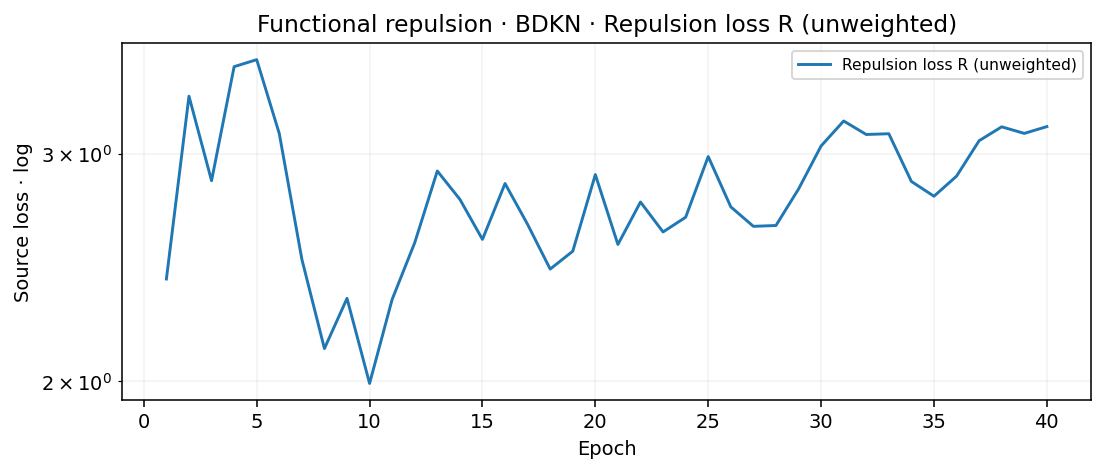 Functional repulsion · BDKN · Repulsion loss R (unweighted)
Repulsion loss R (unweighted)
Source loss · log
3 × 10⁰
2 × 10⁰
0 5 10 15 20 25 30 35 40
Epoch